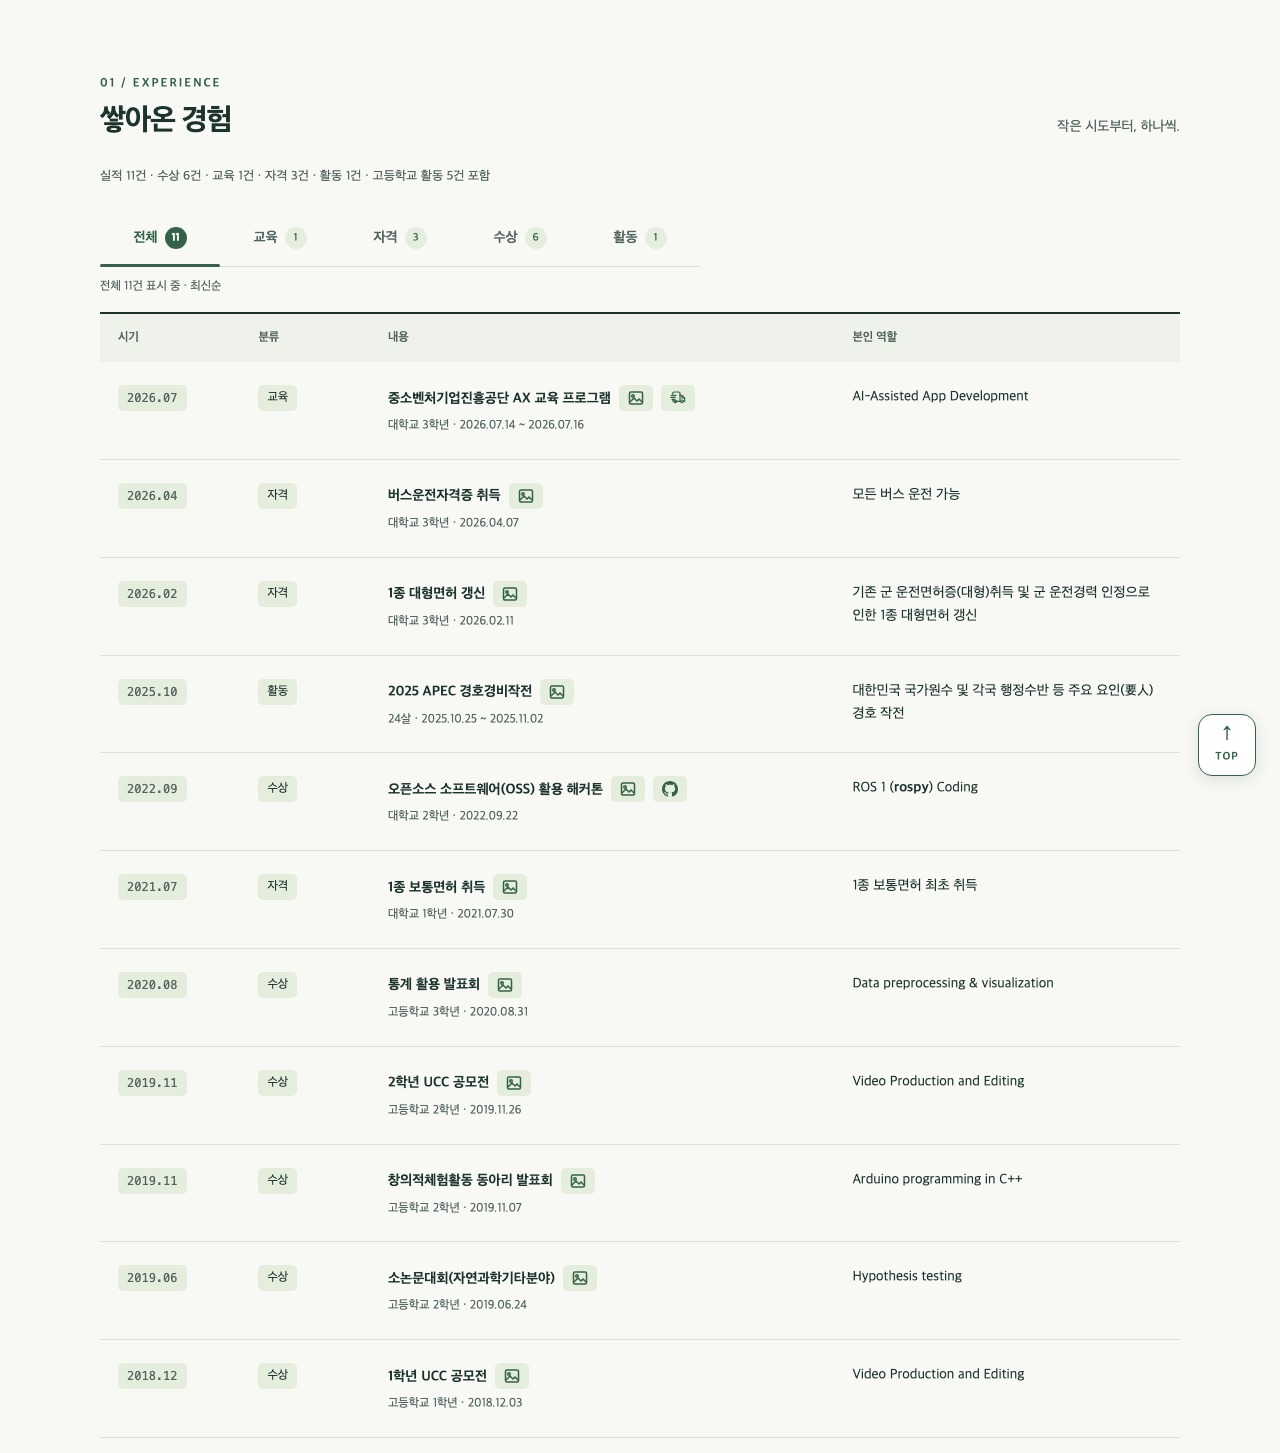 01 / EXPERIENCE
쌓아온 경험
작은 시도부터, 하나씩.
실적 11건 · 수상 6건 · 교육 1건 · 자격 3건 · 활동 1건 · 고등학교 활동 5건 포함
전체 11 교육 1 자격 3 수상 6 활동 1
전체 11건 표시 중 · 최신순
시기 분류 내용 본인 역할
2026.07 교육 중소벤처기업진흥공단 AX 교육 프로그램 AI-Assisted App Development
대학교 3학년 · 2026.07.14 ~ 2026.07.16
2026.04 자격 버스운전자격증 취득 모든 버스 운전 가능
대학교 3학년 · 2026.04.07
2026.02 자격 1종 대형면허 갱신 기존 군 운전면허증(대형)취득 및 군 운전경력 인정으로
대학교 3학년 · 2026.02.11 인한 1종 대형면허 갱신
2025.10 활동 2025 APEC 경호경비작전 대한민국 국가원수 및 각국 행정수반 등 주요 요인(要人)
24살 · 2025.10.25 ~ 2025.11.02 경호 작전
↑
TOP
2022.09 수상 오픈소스 소프트웨어(OSS) 활용 해커톤 ROS 1 (rospy) Coding
대학교 2학년 · 2022.09.22
2021.07 자격 1종 보통면허 취득 1종 보통면허 최초 취득
대학교 1학년 · 2021.07.30
2020.08 수상 통계 활용 발표회 Data preprocessing & visualization
고등학교 3학년 · 2020.08.31
2019.11 수상 2학년 UCC 공모전 Video Production and Editing
고등학교 2학년 · 2019.11.26
2019.11 수상 창의적체험활동 동아리 발표회 Arduino programming in C++
고등학교 2학년 · 2019.11.07
2019.06 수상 소논문대회(자연과학기타분야) Hypothesis testing
고등학교 2학년 · 2019.06.24
2018.12 수상 1학년 UCC 공모전 Video Production and Editing
고등학교 1학년 · 2018.12.03